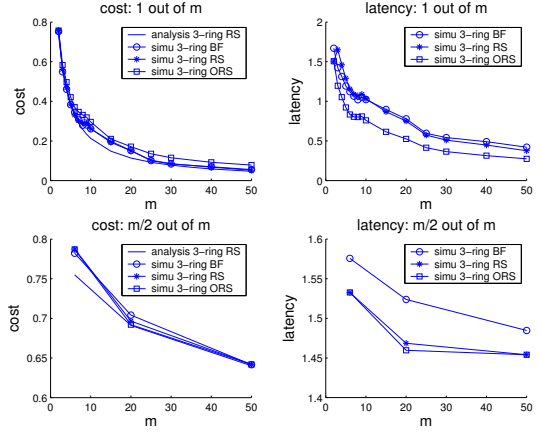 cost: 1 out of m
0.8
0.6
0.4
0.2
0
0
10
20
30
40
50
cost
m
analysis 3-ring RS
simu 3-ring BF
simu 3-ring RS
simu 3-ring ORS
latency: 1 out of m
2
1.5
1
0.5
0
0
10
20
30
40
50
latency
m
simu 3-ring BF
simu 3-ring RS
simu 3-ring ORS
cost: m/2 out of m
0.8
0.75
0.7
0.65
0.6
0
10
20
30
40
50
cost
m
analysis 3-ring RS
simu 3-ring BF
simu 3-ring RS
simu 3-ring ORS
latency: m/2 out of m
1.6
1.55
1.5
1.45
1.4
0
10
20
30
40
50
latency
m
simu 3-ring BF
simu 3-ring RS
simu 3-ring ORS